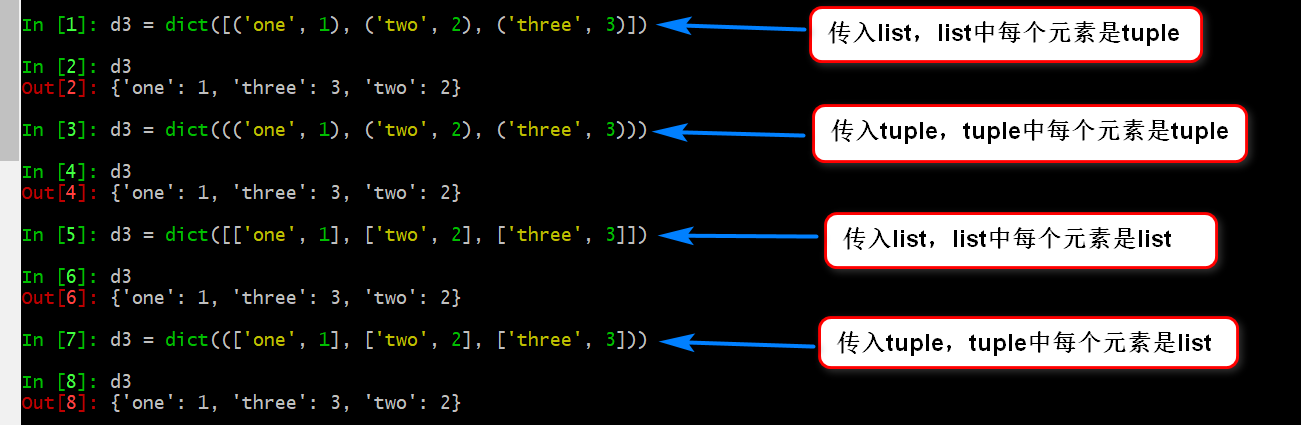 In [1]: d3 = dict([('one', 1), ('two', 2), ('three', 3)])
传入list，list中每个元素是tuple
In [2]: d3
Out[2]: {'one': 1, 'three': 3, 'two': 2}
In [3]: d3 = dict((('one', 1), ('two', 2), ('three', 3)))
传入tuple，tuple中每个元素是tuple
In [4]: d3
Out[4]: {'one': 1, 'three': 3, 'two': 2}
In [5]: d3 = dict([['one', 1], ['two', 2], ['three', 3]])
传入list，list中每个元素是list
In [6]: d3
Out[6]: {'one': 1, 'three': 3, 'two': 2}
In [7]: d3 = dict((['one', 1], ['two', 2], ['three', 3]))
传入tuple，tuple中每个元素是list
In [8]: d3
Out[8]: {'one': 1, 'three': 3, 'two': 2}